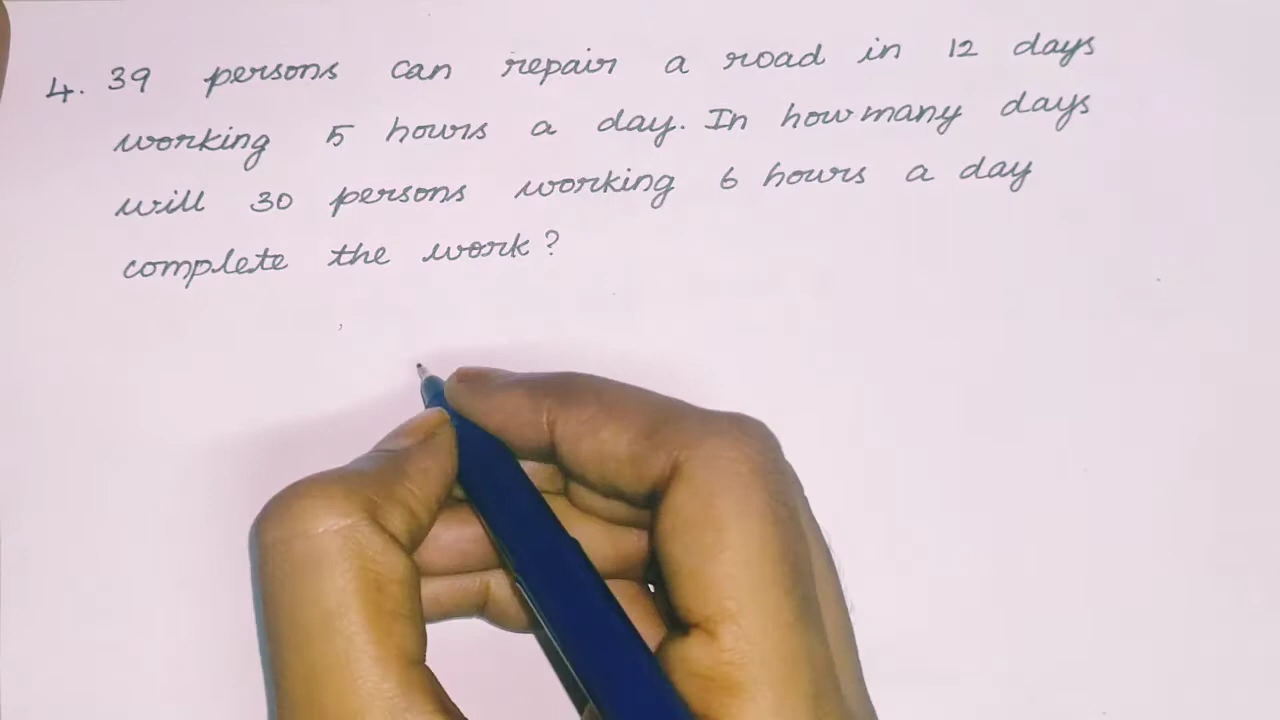 4. 39 persons can repair a road in 12 days
working 5 hours a day. In how many days
will 30 persons working 6 hours a day
complete the work?